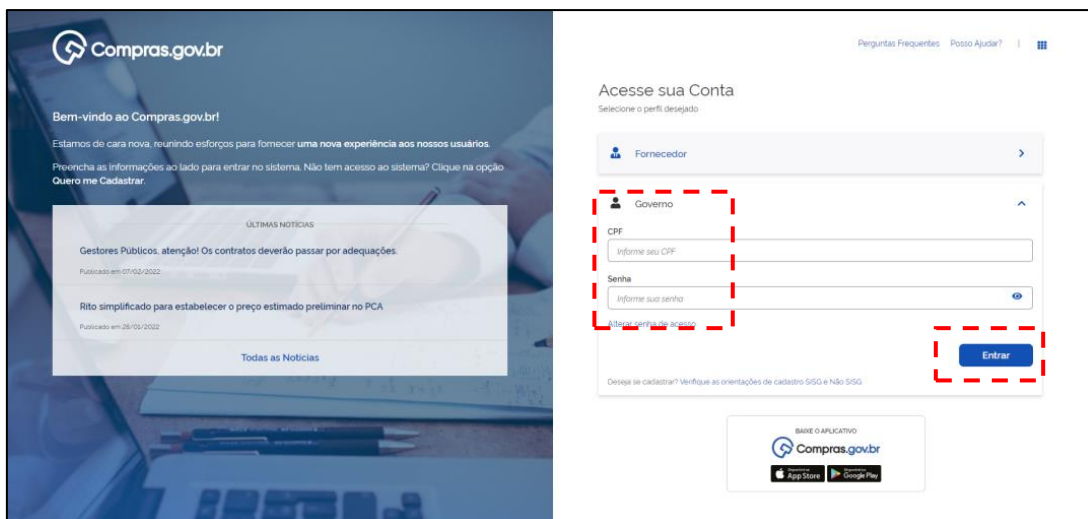 Compras.gov.br
Bem-vindo ao Compras.gov.br!
Estamos de cara nova, reunindo esforços para fornecer uma nova experiência aos nossos usuários.
Preencha as informações ao lado para entrar no sistema. Não tem acesso ao sistema? Clique na opção
Quero me Cadastrar.
ÚLTIMAS NOTÍCIAS
Gestores Públicos, atenção! Os contratos deverão passar por adequações.
Publicado em 07/02/2022
Rito simplificado para estabelecer o preço estimado preliminar no PCA
Publicado em 28/01/2022
Todas as Notícias
Perguntas Frequentes Posso Ajudar?
Acesse sua Conta
Selecione o perfil desejado
Fornecedor
Governo
CPF
Informe seu CPF
Senha
Informe sua senha
Alterar senha de acesso
Entrar
Deseja se cadastrar? Verifique as orientações de cadastro SISG e Não SISG.
BAIXE O APLICATIVO
Compras.gov.br
App Store
Google Play